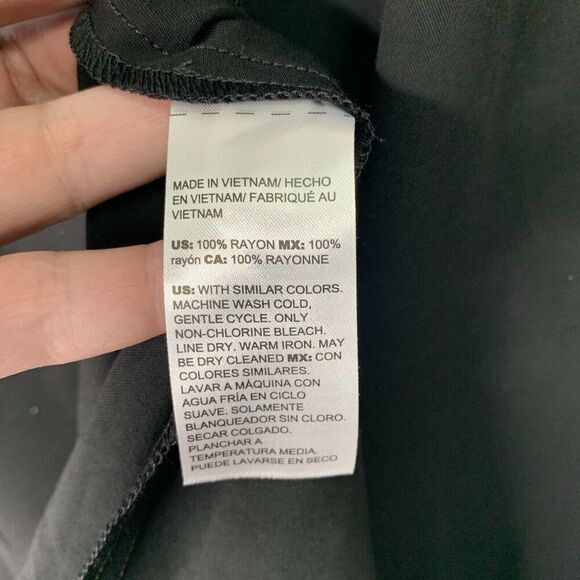 MADE IN VIETNAM/ HECHO
EN VIETNAM/ FABRIQUÉ AU
VIETNAM
US: 100% RAYON MX: 100%
rayón CA: 100% RAYONNE
US: WITH SIMILAR COLORS.
MACHINE WASH COLD,
GENTLE CYCLE. ONLY
NON-CHLORINE BLEACH.
LINE DRY. WARM IRON. MAY
BE DRY CLEANED MX: CON
COLORES SIMILARES.
LAVAR A MÁQUINA CON
AGUA FRÍA EN CICLO
SUAVE. SOLAMENTE
BLANQUEADOR SIN CLORO.
SECAR COLGADO.
PLANCHAR A
TEMPERATURA MEDIA.
PUEDE LAVARSE EN SECO